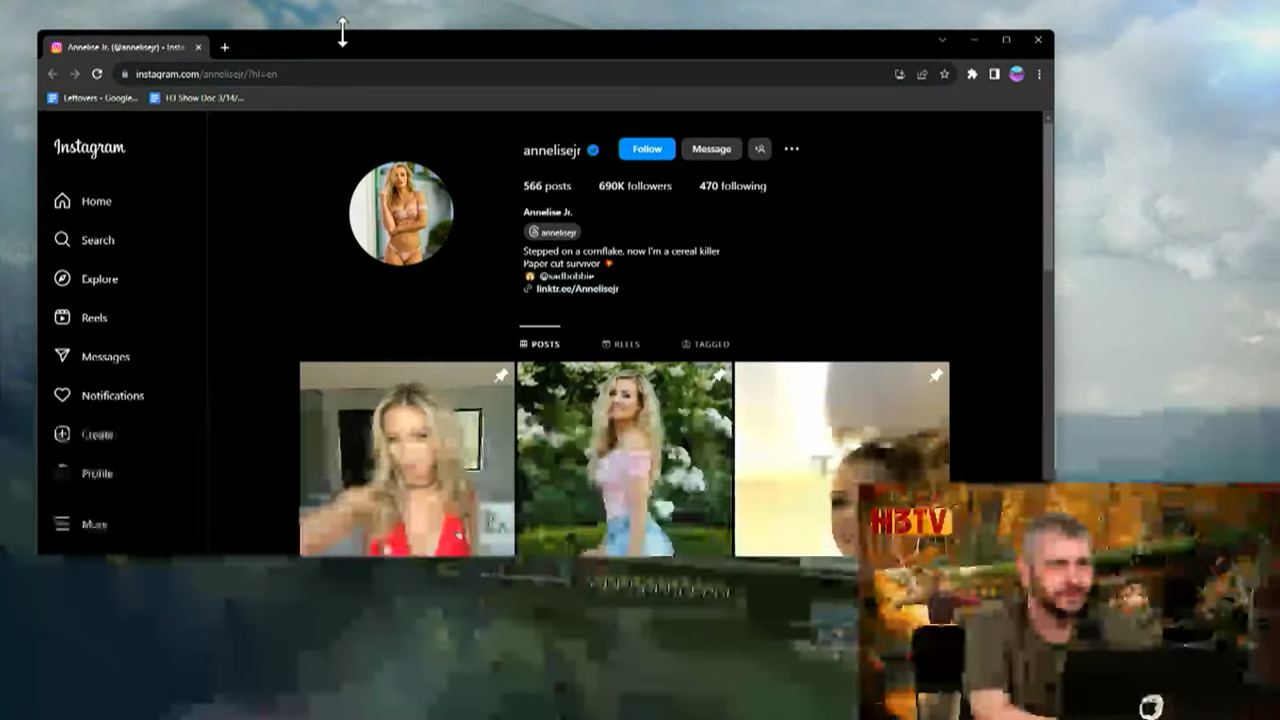 Annelise Jr. (@annelisejr) • Insta
instagram.com/annelisejr/?hl=en
Leftovers - Google...
H3 Show Doc 3/14/...
Instagram
Home
Search
Explore
Reels
Messages
Notifications
Create
Profile
More
annelisejr
Follow
Message
566 posts
690K followers
470 following
Annelise Jr.
annelisejr
Stepped on a cornflake, now I'm a cereal killer
Paper cut survivor
@sadbobbie
linktr.ee/Annelisejr
POSTS
REELS
TAGGED
H3TV